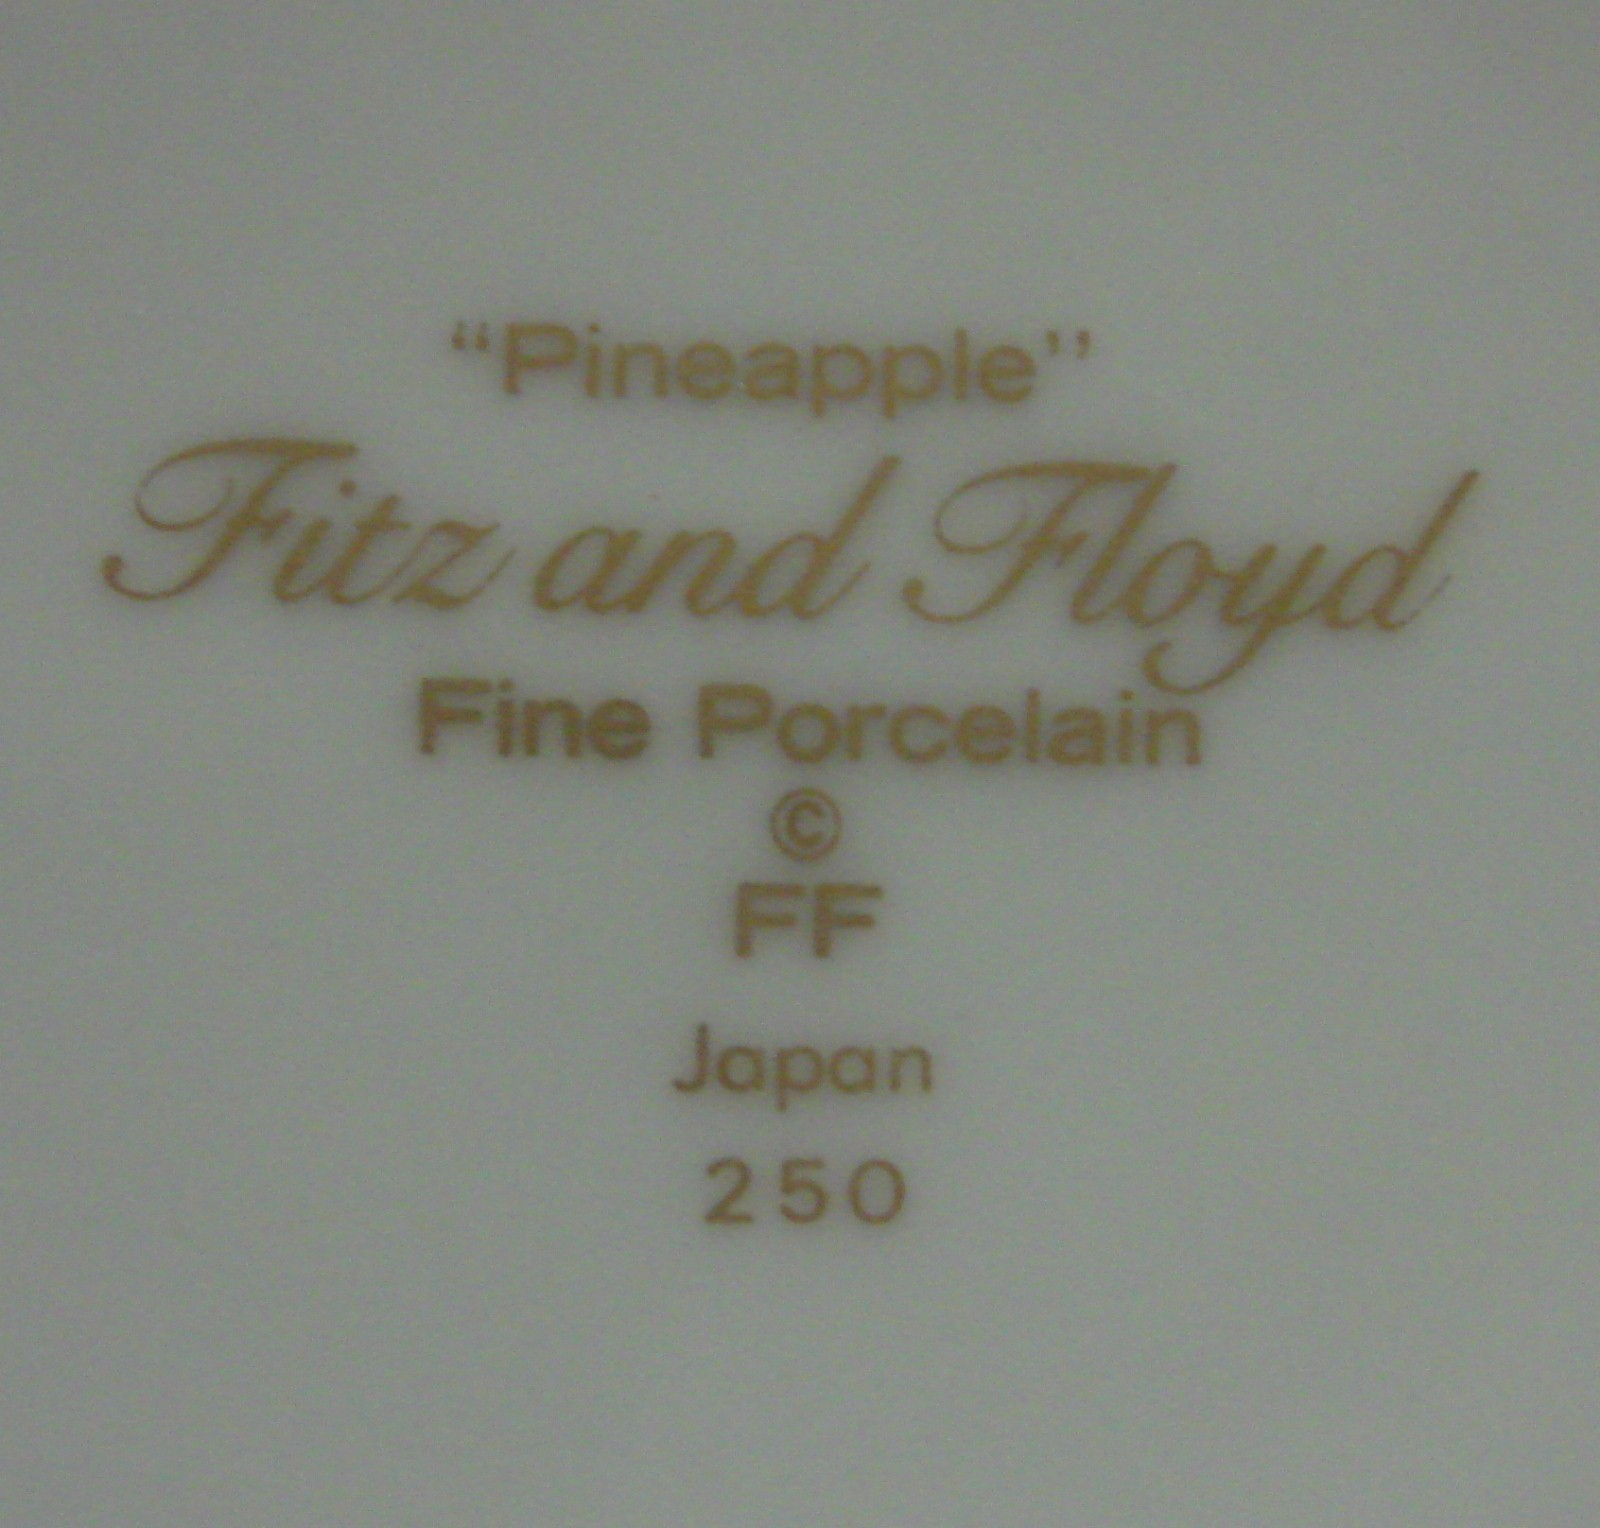 “Pineapple”
Fitz and Floyd
Fine Porcelain
©
FF
Japan
250